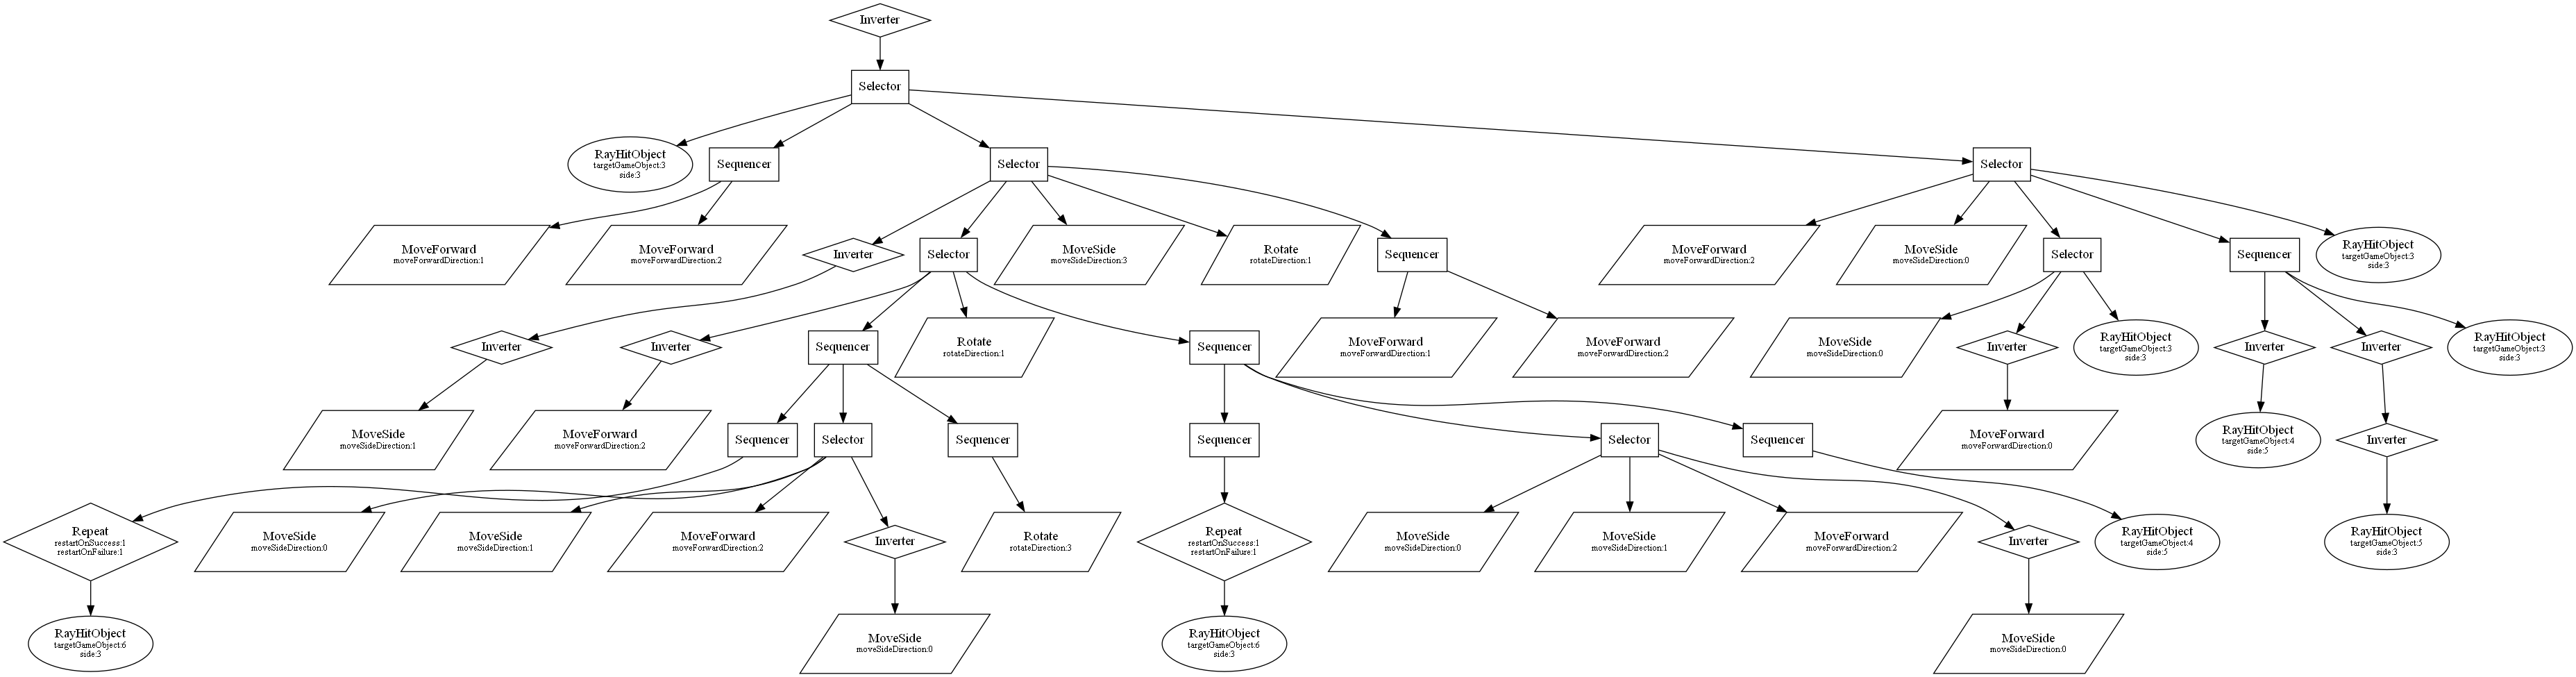 Inverter
Selector
RayHitObject
targetGameObject:3
side:3
Sequencer
Selector
Selector
MoveForward
moveForwardDirection:1
MoveForward
moveForwardDirection:2
Inverter
Selector
MoveSide
moveSideDirection:3
Rotate
rotateDirection:1
Sequencer
MoveForward
moveForwardDirection:2
MoveSide
moveSideDirection:0
Selector
Sequencer
RayHitObject
targetGameObject:3
side:3
Inverter
Inverter
Sequencer
Rotate
rotateDirection:1
Sequencer
MoveForward
moveForwardDirection:1
MoveForward
moveForwardDirection:2
MoveSide
moveSideDirection:0
Inverter
RayHitObject
targetGameObject:3
side:3
Inverter
Inverter
RayHitObject
targetGameObject:3
side:3
MoveSide
moveSideDirection:1
MoveForward
moveForwardDirection:2
Sequencer
Selector
Sequencer
Sequencer
Selector
Sequencer
MoveForward
moveForwardDirection:0
RayHitObject
targetGameObject:4
side:5
Inverter
Repeat
restartOnSuccess:1
restartOnFailure:1
MoveSide
moveSideDirection:0
MoveSide
moveSideDirection:1
MoveForward
moveForwardDirection:2
Inverter
Rotate
rotateDirection:3
Repeat
restartOnSuccess:1
restartOnFailure:1
MoveSide
moveSideDirection:0
MoveSide
moveSideDirection:1
MoveForward
moveForwardDirection:2
Inverter
RayHitObject
targetGameObject:4
side:5
RayHitObject
targetGameObject:5
side:3
RayHitObject
targetGameObject:6
side:3
MoveSide
moveSideDirection:0
RayHitObject
targetGameObject:6
side:3
MoveSide
moveSideDirection:0